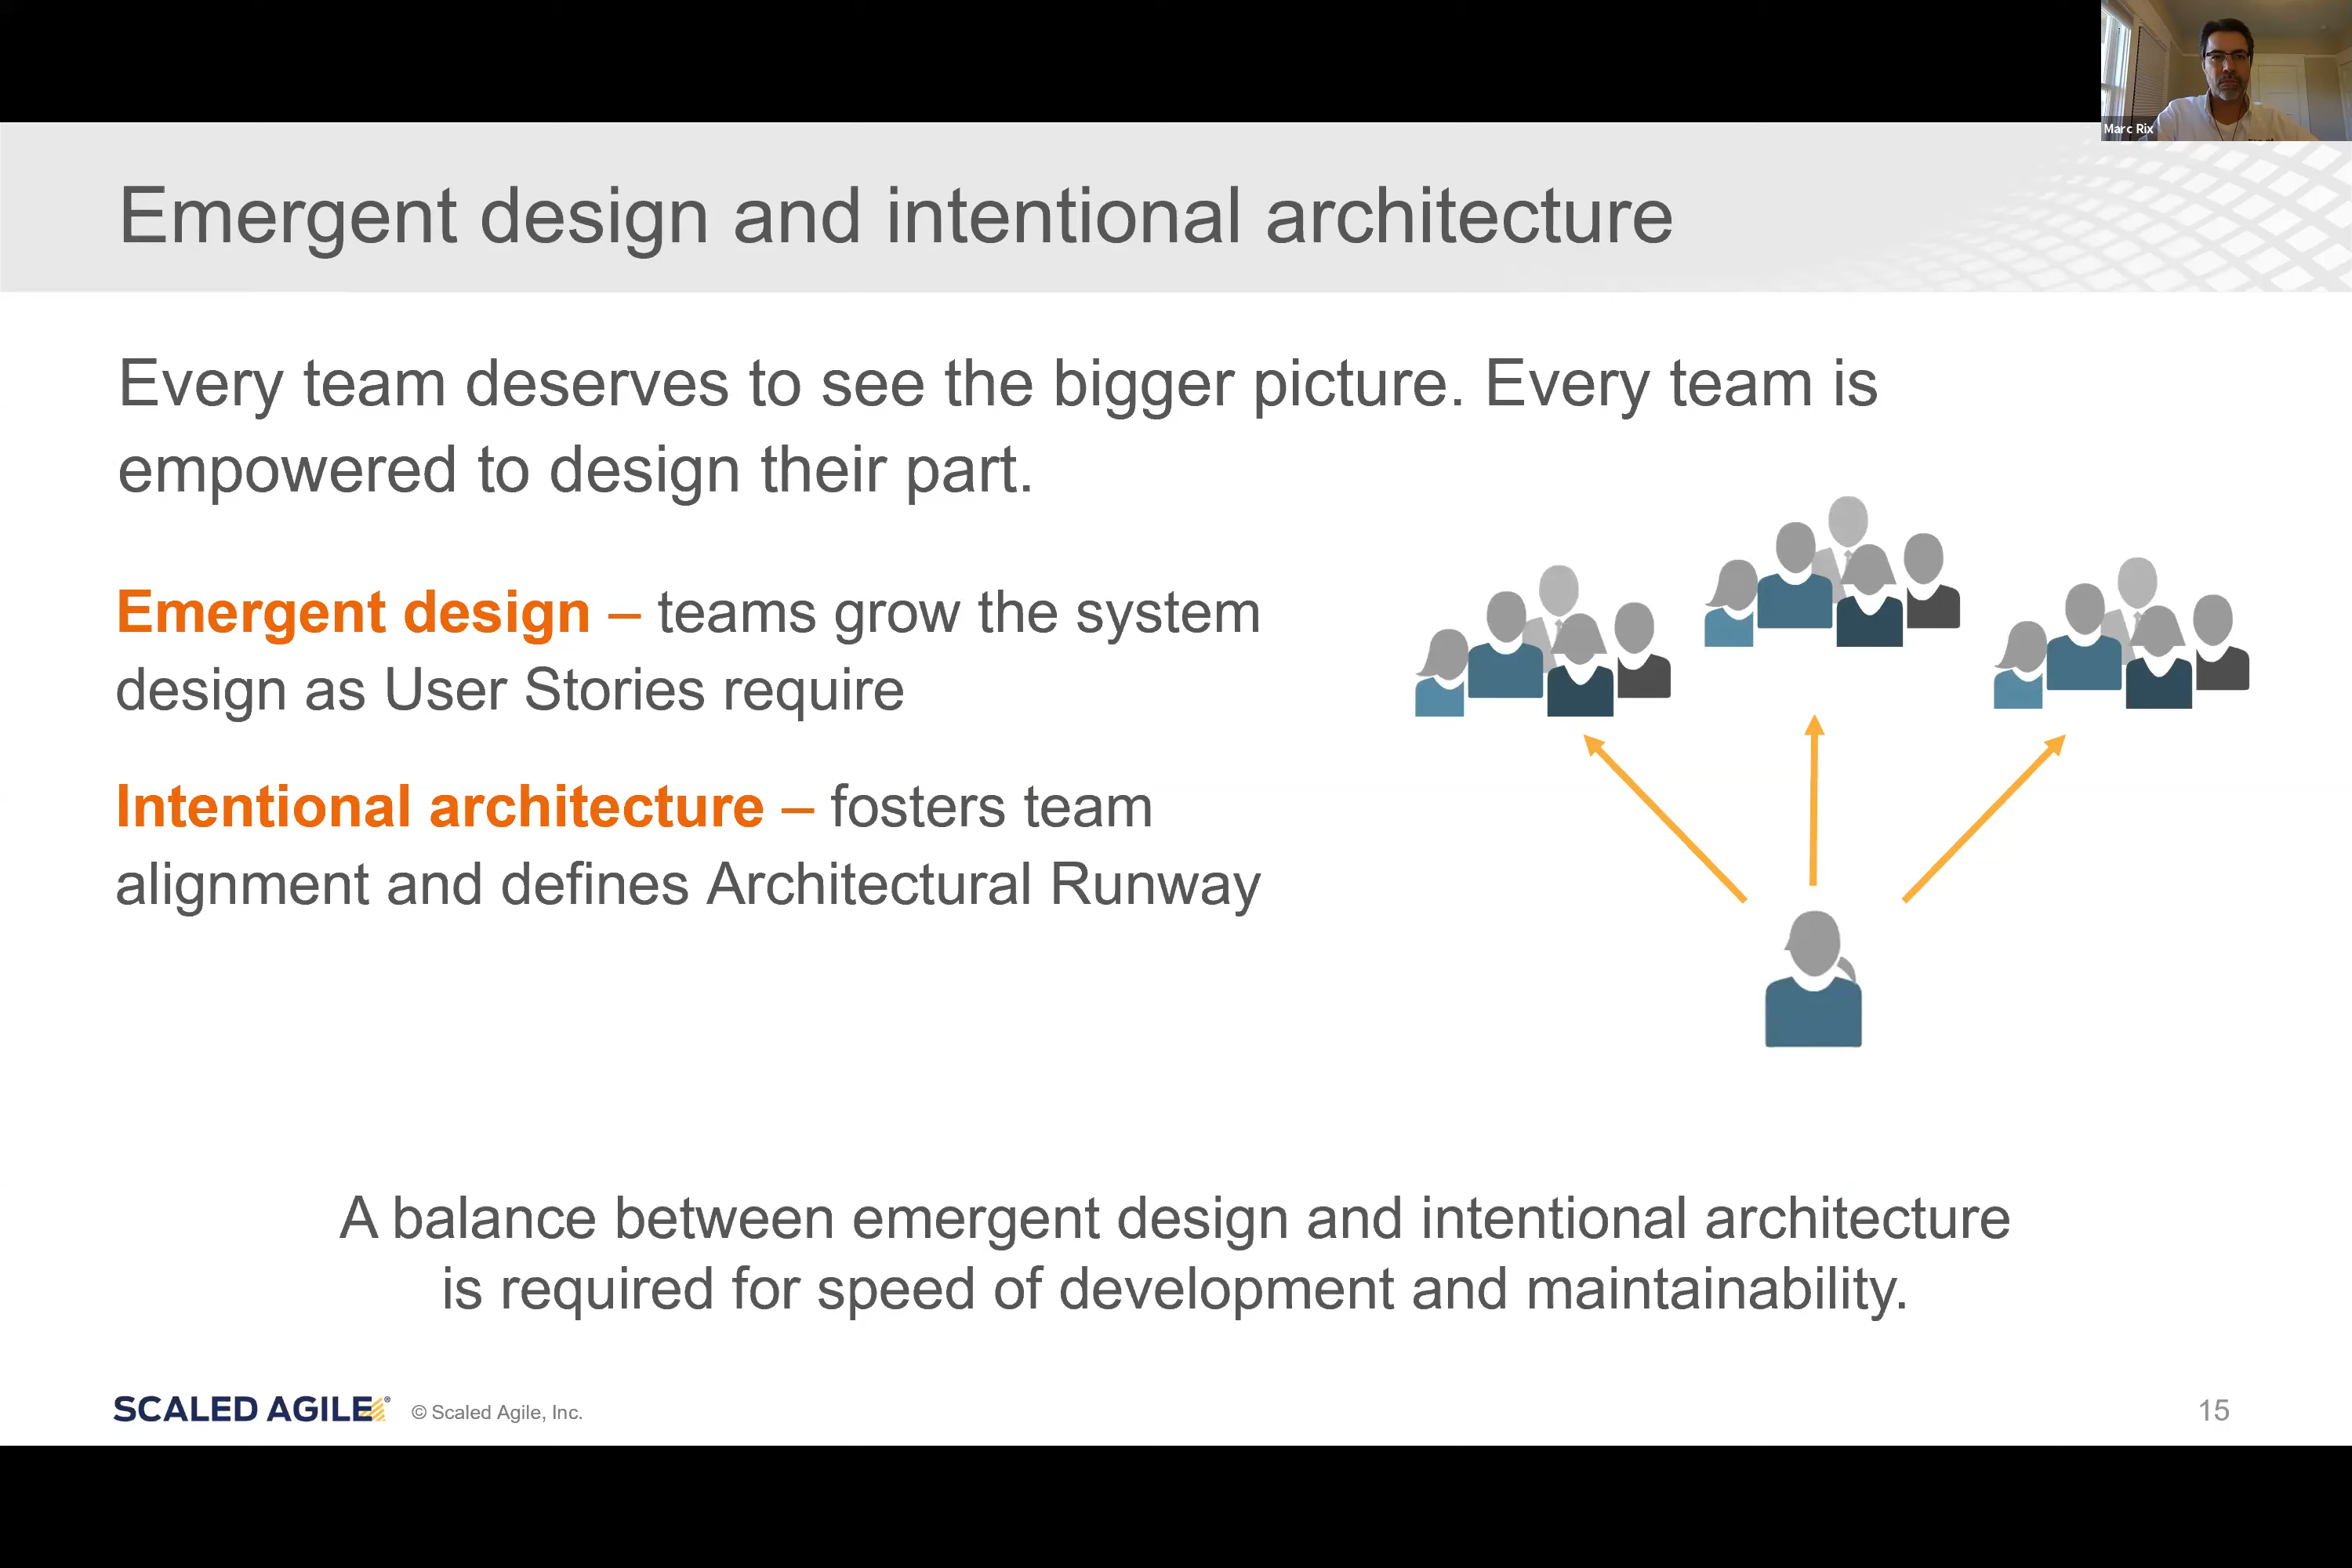 Marc Rix
Emergent design and intentional architecture
Every team deserves to see the bigger picture. Every team is
empowered to design their part.
Emergent design – teams grow the system
design as User Stories require
Intentional architecture – fosters team
alignment and defines Architectural Runway
A balance between emergent design and intentional architecture
is required for speed of development and maintainability.
SCALED AGILE® © Scaled Agile, Inc.
15